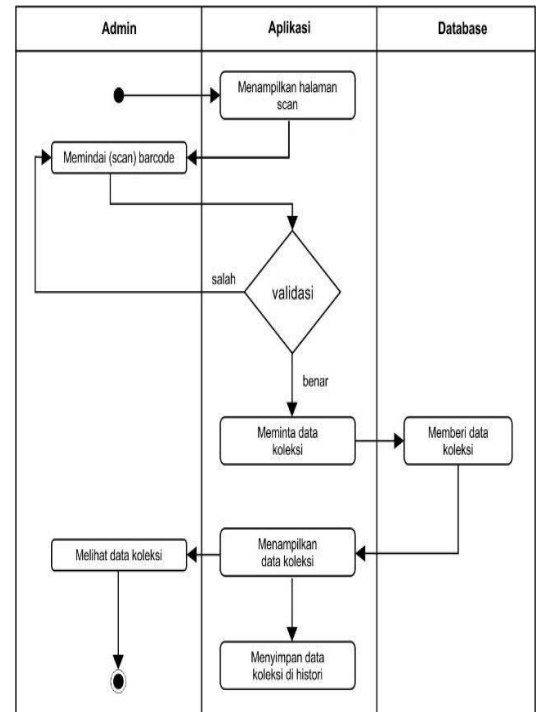 Admin
Aplikasi
Database
Menampilkan halaman
scan
Memindai (scan) barcode
salah
validasi
benar
Meminta data
koleksi
Memberi data
koleksi
Melihat data koleksi
Menampilkan
data koleksi
Menyimpan data
koleksi di histori